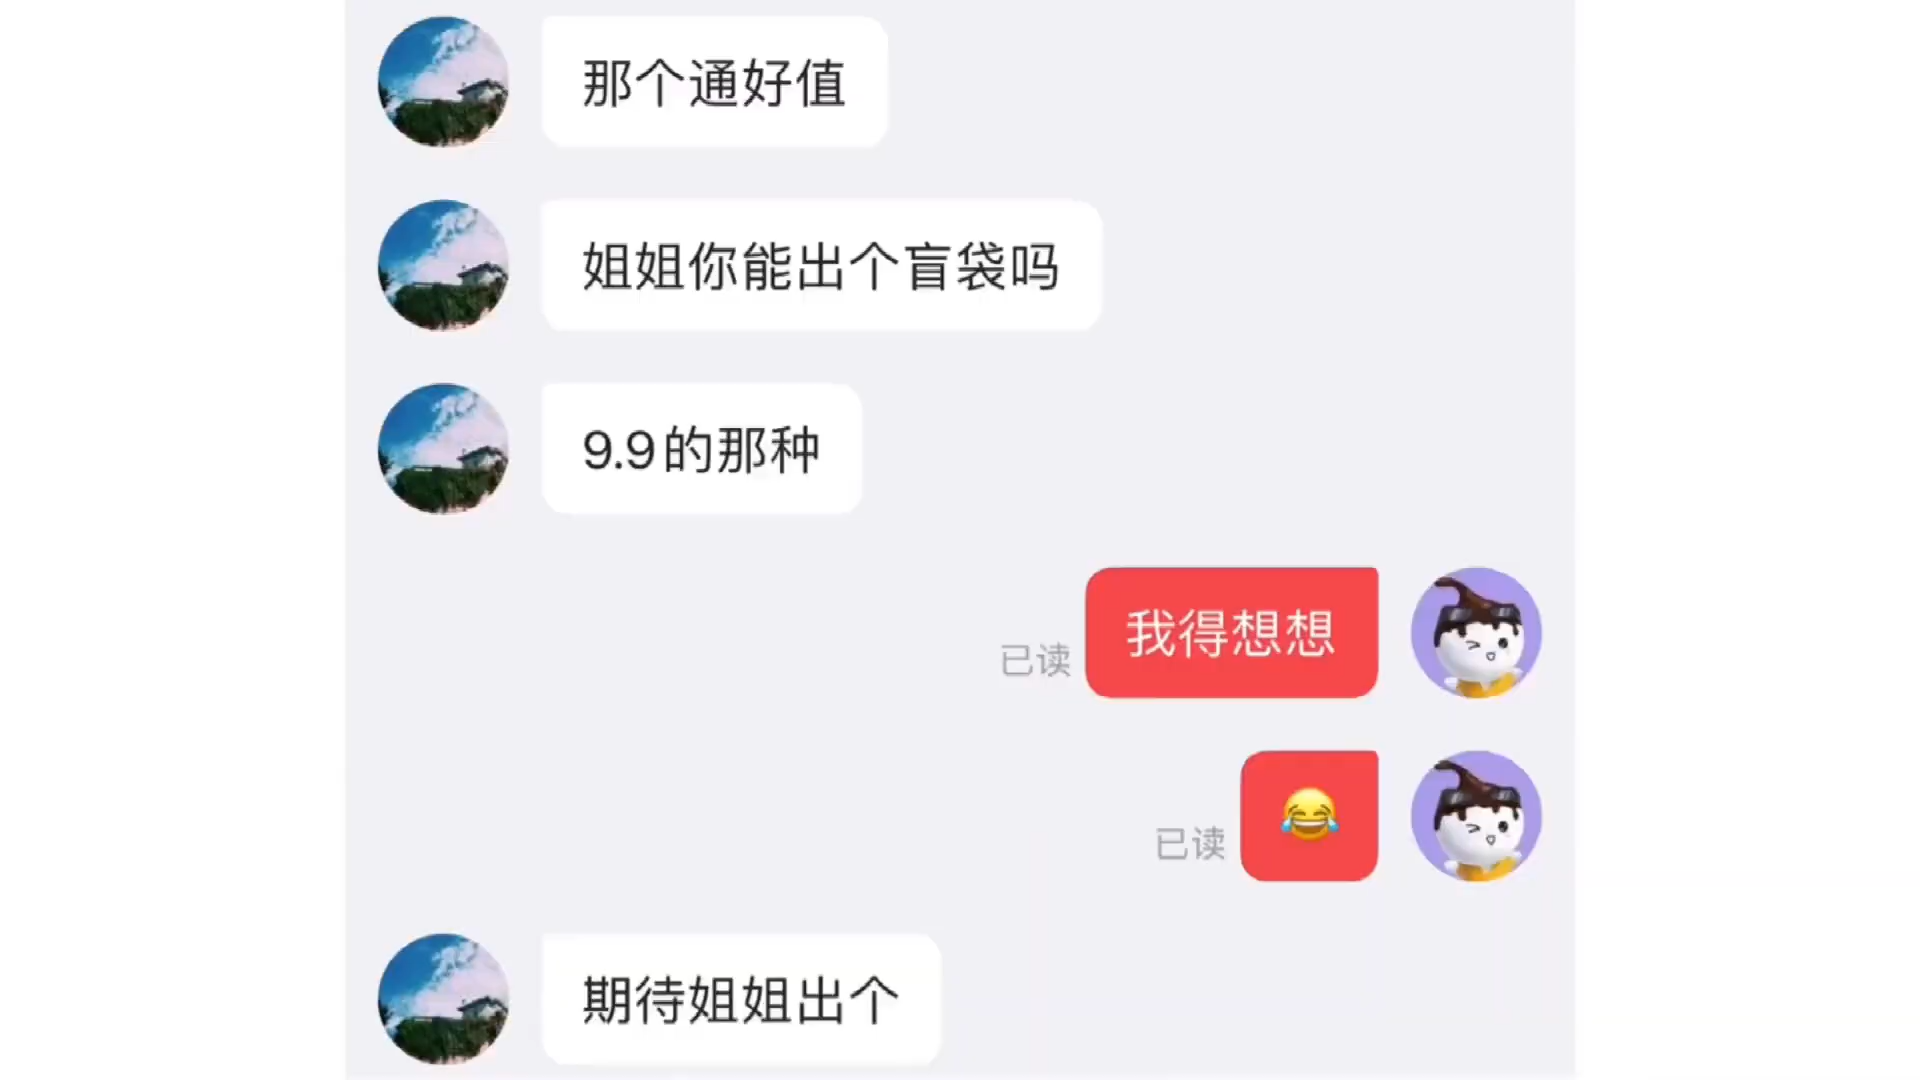 那个通好值
姐姐你能出个盲袋吗
9.9的那种
我得想想
已读
😂
已读
期待姐姐出个